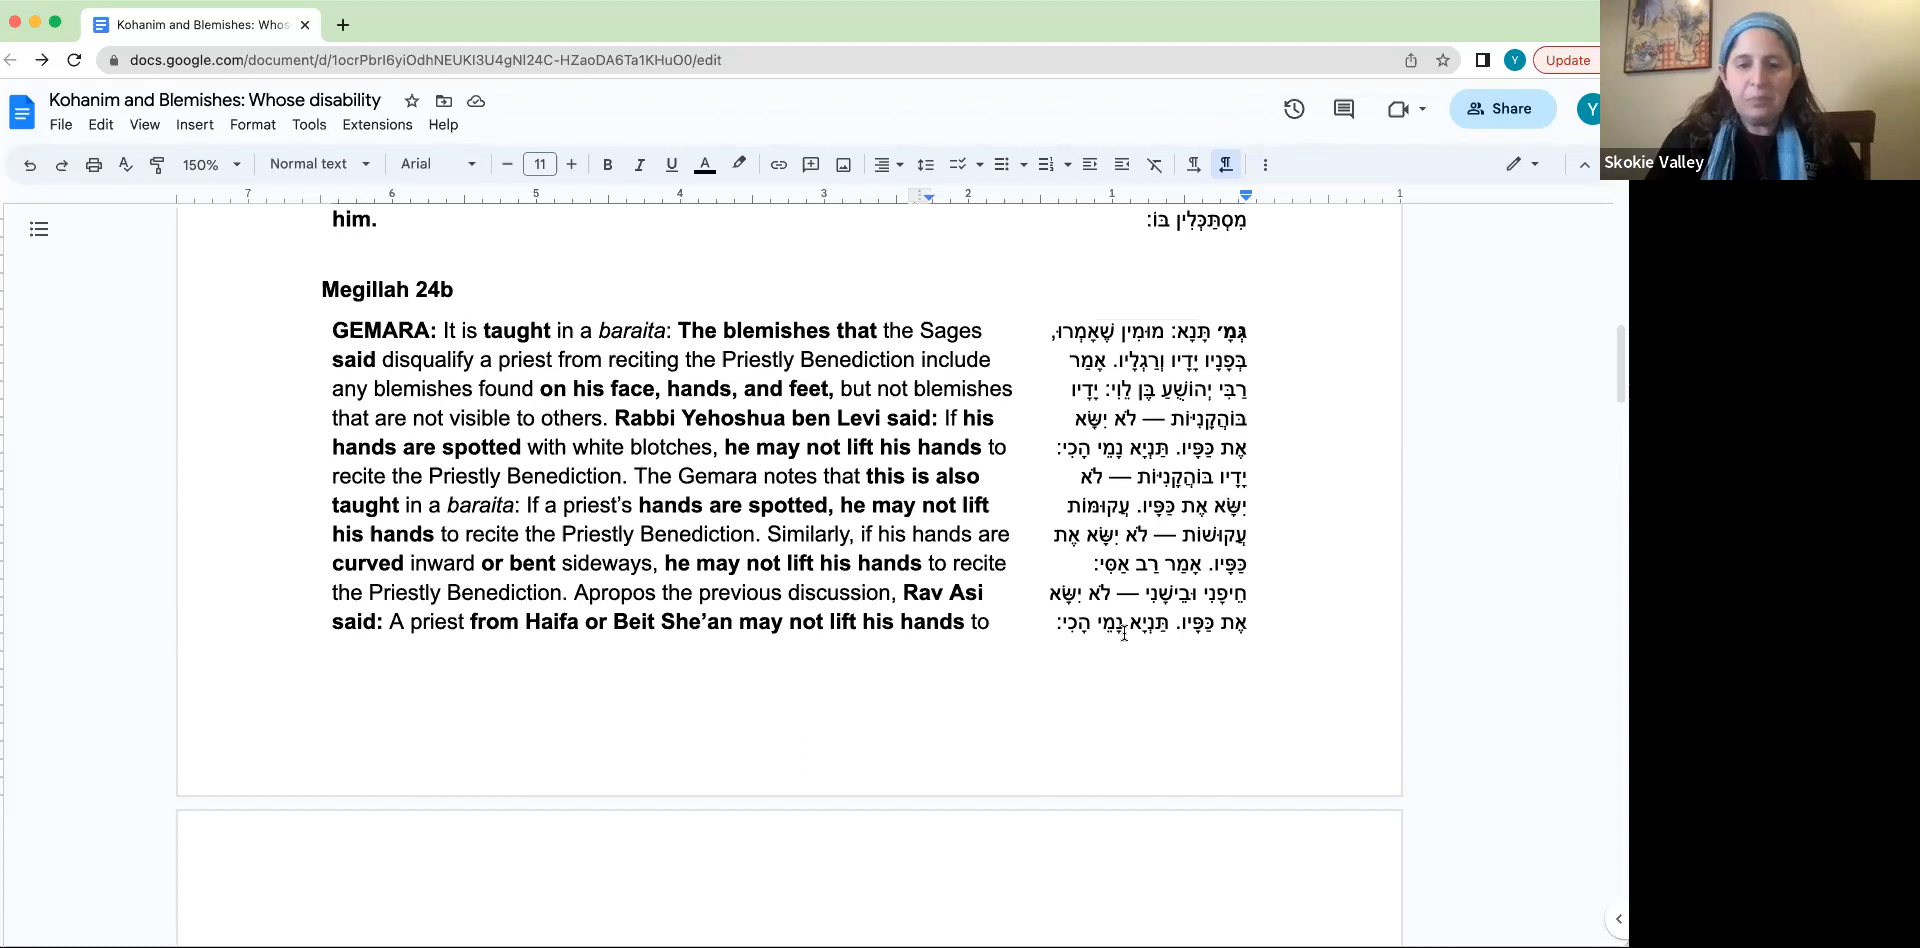 Kohanim and Blemishes: Whos
docs.google.com/document/d/1ocrPbrI6yiOdhNEUKI3U4gNI24C-HZaoDA6Ta1KHuO0/edit
Y
Update
Kohanim and Blemishes: Whose disability
Share
Y
File Edit View Insert Format Tools Extensions Help
Skokie Valley
150% Normal text Arial 11 B I U A
7 6 5 4 3 2 1 1
him.
מִסְתַּכְּלִין בּוֹ:
Megillah 24b
GEMARA: It is taught in a baraita: The blemishes that the Sages
said disqualify a priest from reciting the Priestly Benediction include
any blemishes found on his face, hands, and feet, but not blemishes
that are not visible to others. Rabbi Yehoshua ben Levi said: If his
hands are spotted with white blotches, he may not lift his hands to
recite the Priestly Benediction. The Gemara notes that this is also
taught in a baraita: If a priest’s hands are spotted, he may not lift
his hands to recite the Priestly Benediction. Similarly, if his hands are
curved inward or bent sideways, he may not lift his hands to recite
the Priestly Benediction. Apropos the previous discussion, Rav Asi
said: A priest from Haifa or Beit She’an may not lift his hands to
גְּמָ׳ תָּנָא: מוּמִין שֶׁאָמְרוּ,
בְּפָנָיו יָדָיו וְרַגְלָיו. אָמַר
רַבִּי יְהוֹשֻׁעַ בֶּן לֵוִי: יָדָיו
בּוֹהֲקָנִיּוֹת — לֹא יִשָּׂא
אֶת כַּפָּיו. תַּנְיָא נָמֵי הָכִי:
יָדָיו בּוֹהֲקָנִיּוֹת — לֹא
יִשָּׂא אֶת כַּפָּיו. עֲקוּמּוֹת
עֲקוּשׁוֹת — לֹא יִשָּׂא אֶת
כַּפָּיו. אָמַר רַב אַסִּי:
חֵיפָנִי וּבֵישָׁנִי — לֹא יִשָּׂא
אֶת כַּפָּיו. תַּנְיָא נָמֵי הָכִי: